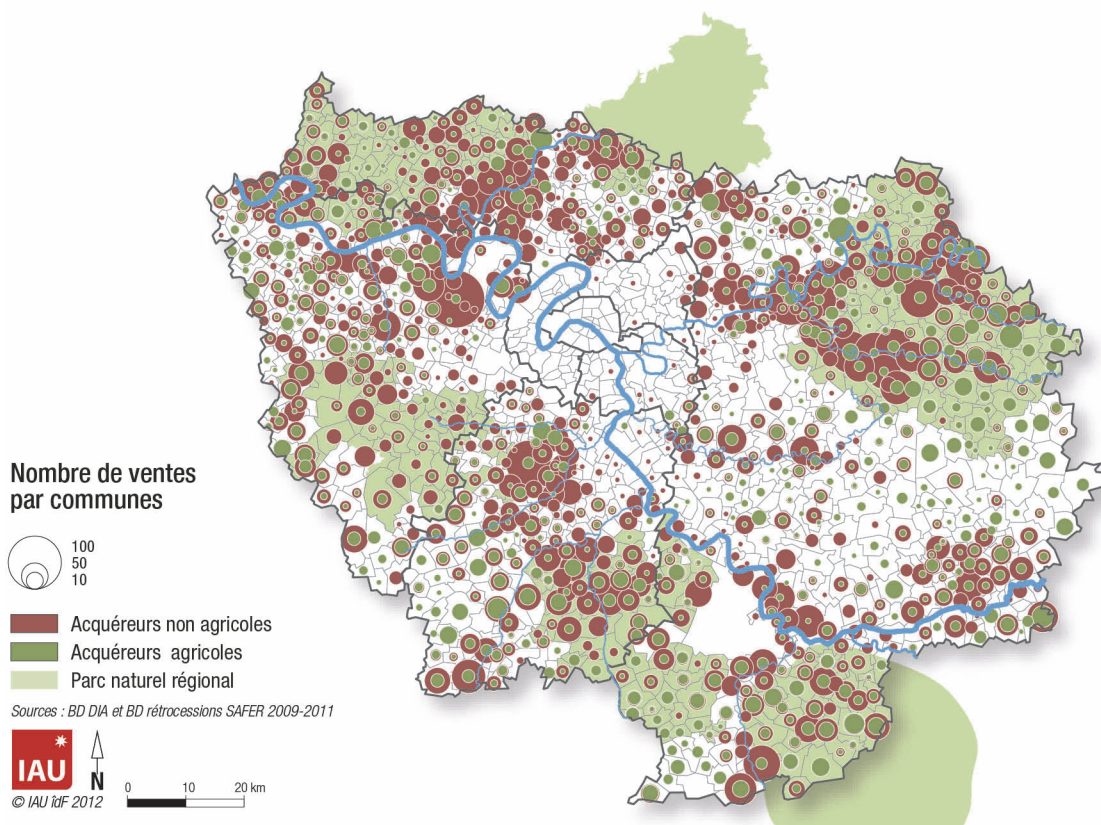 Nombre de ventes
par communes
100
50
10
Acquéreurs non agricoles
Acquéreurs agricoles
Parc naturel régional
Sources : BD DIA et BD rétrocessions SAFER 2009-2011
IAU
N
© IAU îdF 2012
0 10 20 km